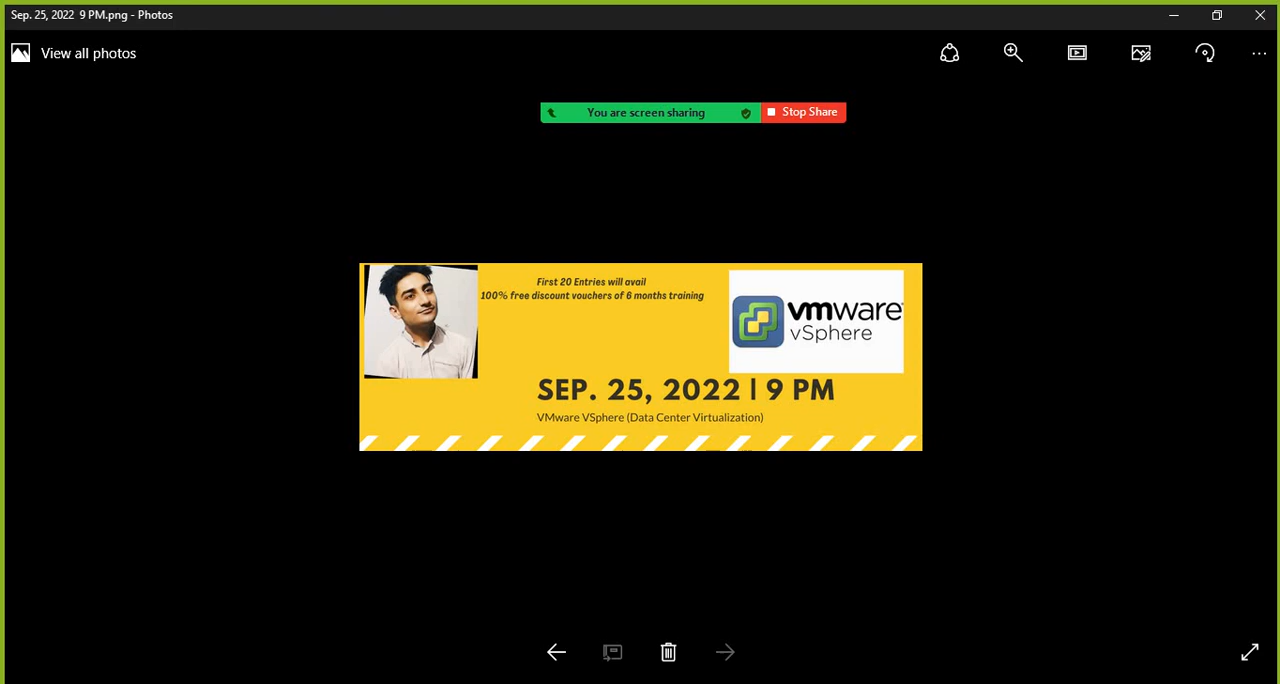 Sep. 25, 2022  9 PM.png - Photos
View all photos
You are screen sharing
Stop Share
First 20 Entries will avail
100% free discount vouchers of 6 months training
vmware
vSphere
SEP. 25, 2022 | 9 PM
VMware VSphere (Data Center Virtualization)